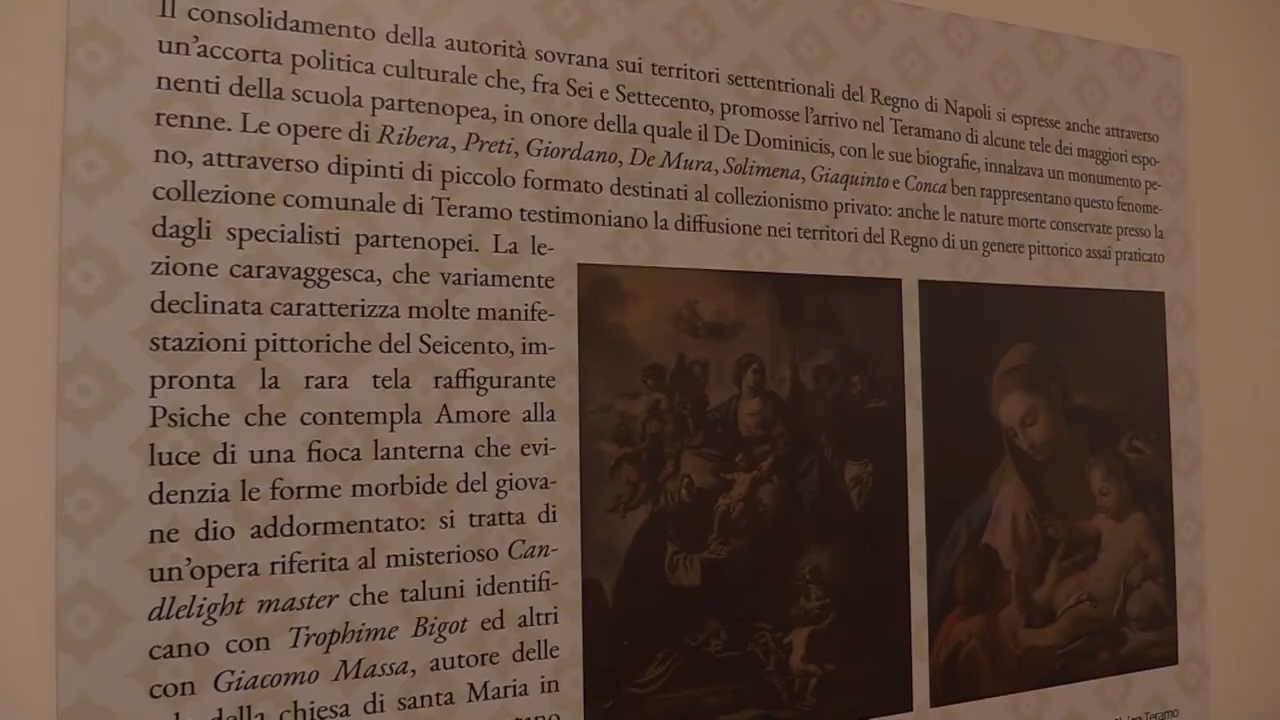 Il consolidamento della autorità sovrana sui territori settentrionali del Regno di Napoli si espresse anche attraverso
un'accorta politica culturale che, fra Sei e Settecento, promosse l'arrivo nel Teramano di alcune tele dei maggiori espo-
nenti della scuola partenopea, in onore della quale il De Dominicis, con le sue biografie, innalzava un monumento pe-
renne. Le opere di Ribera, Preti, Giordano, De Mura, Solimena, Giaquinto e Conca ben rappresentano questo fenome-
no, attraverso dipinti di piccolo formato destinati al collezionismo privato: anche le nature morte conservate presso la
collezione comunale di Teramo testimoniano la diffusione nei territori del Regno di un genere pittorico assai praticato
dagli specialisti partenopei. La le-
zione caravaggesca, che variamente
declinata caratterizza molte manife-
stazioni pittoriche del Seicento, im-
pronta la rara tela raffigurante
Psiche che contempla Amore alla
luce di una fioca lanterna che evi-
denzia le forme morbide del giova-
ne dio addormentato: si tratta di
un'opera riferita al misterioso Can-
dlelight master che taluni identifi-
cano con Trophime Bigot ed altri
con Giacomo Massa, autore delle
della chiesa di santa Maria in
Teramo